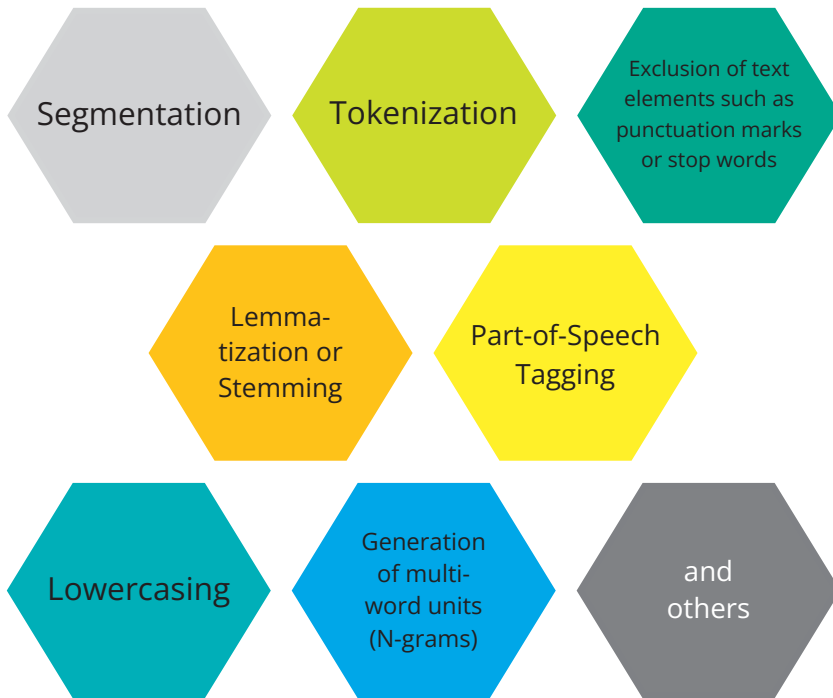 Segmentation
Tokenization
Exclusion of text
elements such as
punctuation marks
or stop words
Lemma-
tization or
Stemming
Part-of-Speech
Tagging
Lowercasing
Generation
of multi-
word units
(N-grams)
and
others